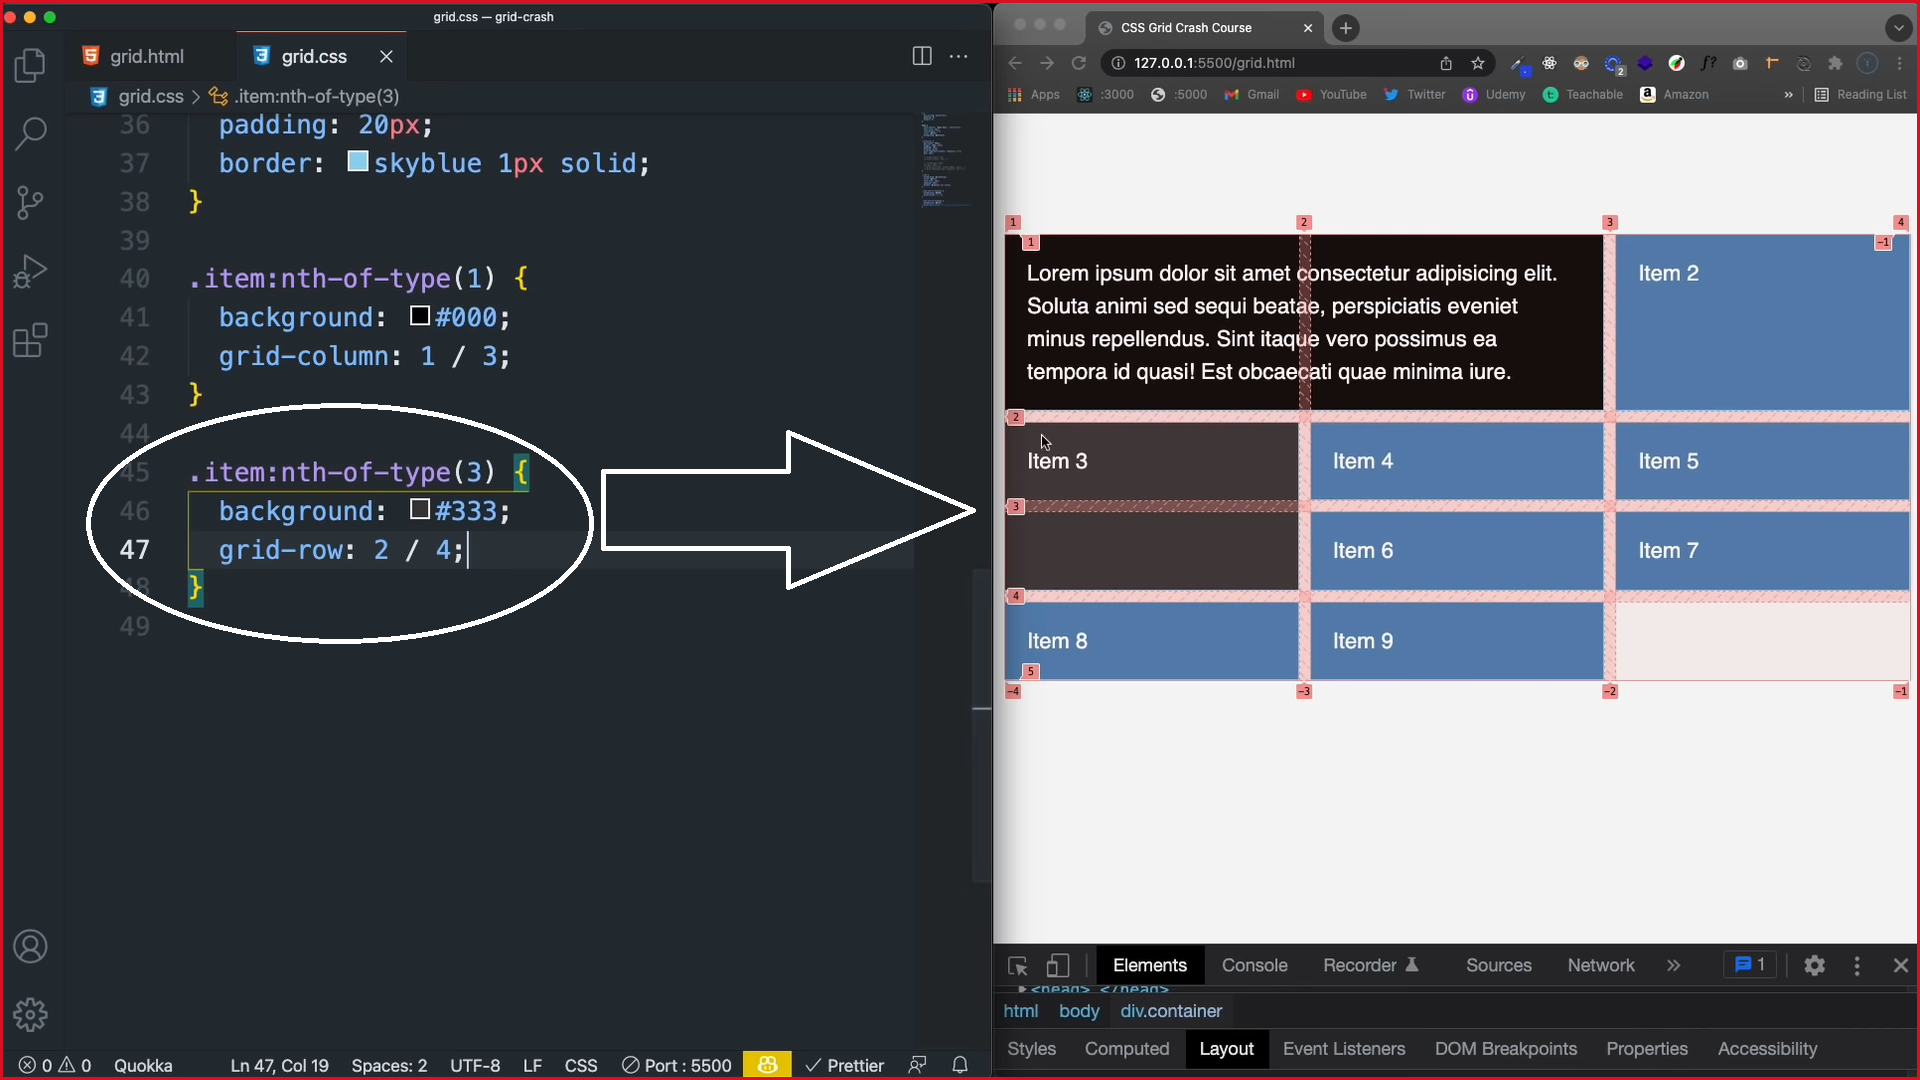 grid.css — grid-crash
grid.html
grid.css
grid.css > .item:nth-of-type(3)
36 padding: 20px;
37 border: skyblue 1px solid;
38 }
39
40 .item:nth-of-type(1) {
41 background: #000;
42 grid-column: 1 / 3;
43 }
44
45 .item:nth-of-type(3) {
46 background: #333;
47 grid-row: 2 / 4;
48 }
49
0 0 Quokka Ln 47, Col 19 Spaces: 2 UTF-8 LF CSS Port : 5500 Prettier
CSS Grid Crash Course
127.0.0.1:5500/grid.html
2
f?
Apps :3000 :5000 Gmail YouTube Twitter Udemy Teachable Amazon » Reading List
1 2 3 4
1 -1
Lorem ipsum dolor sit amet consectetur adipisicing elit.
Soluta animi sed sequi beatae, perspiciatis eveniet
minus repellendus. Sint itaque vero possimus ea
tempora id quasi! Est obcaecati quae minima iure.
Item 2
2
Item 3 Item 4 Item 5
3
Item 6 Item 7
4
Item 8 Item 9
5
-4 -3 -2 -1
Elements Console Recorder Sources Network » 1
<head> </head>
html body div.container
Styles Computed Layout Event Listeners DOM Breakpoints Properties Accessibility